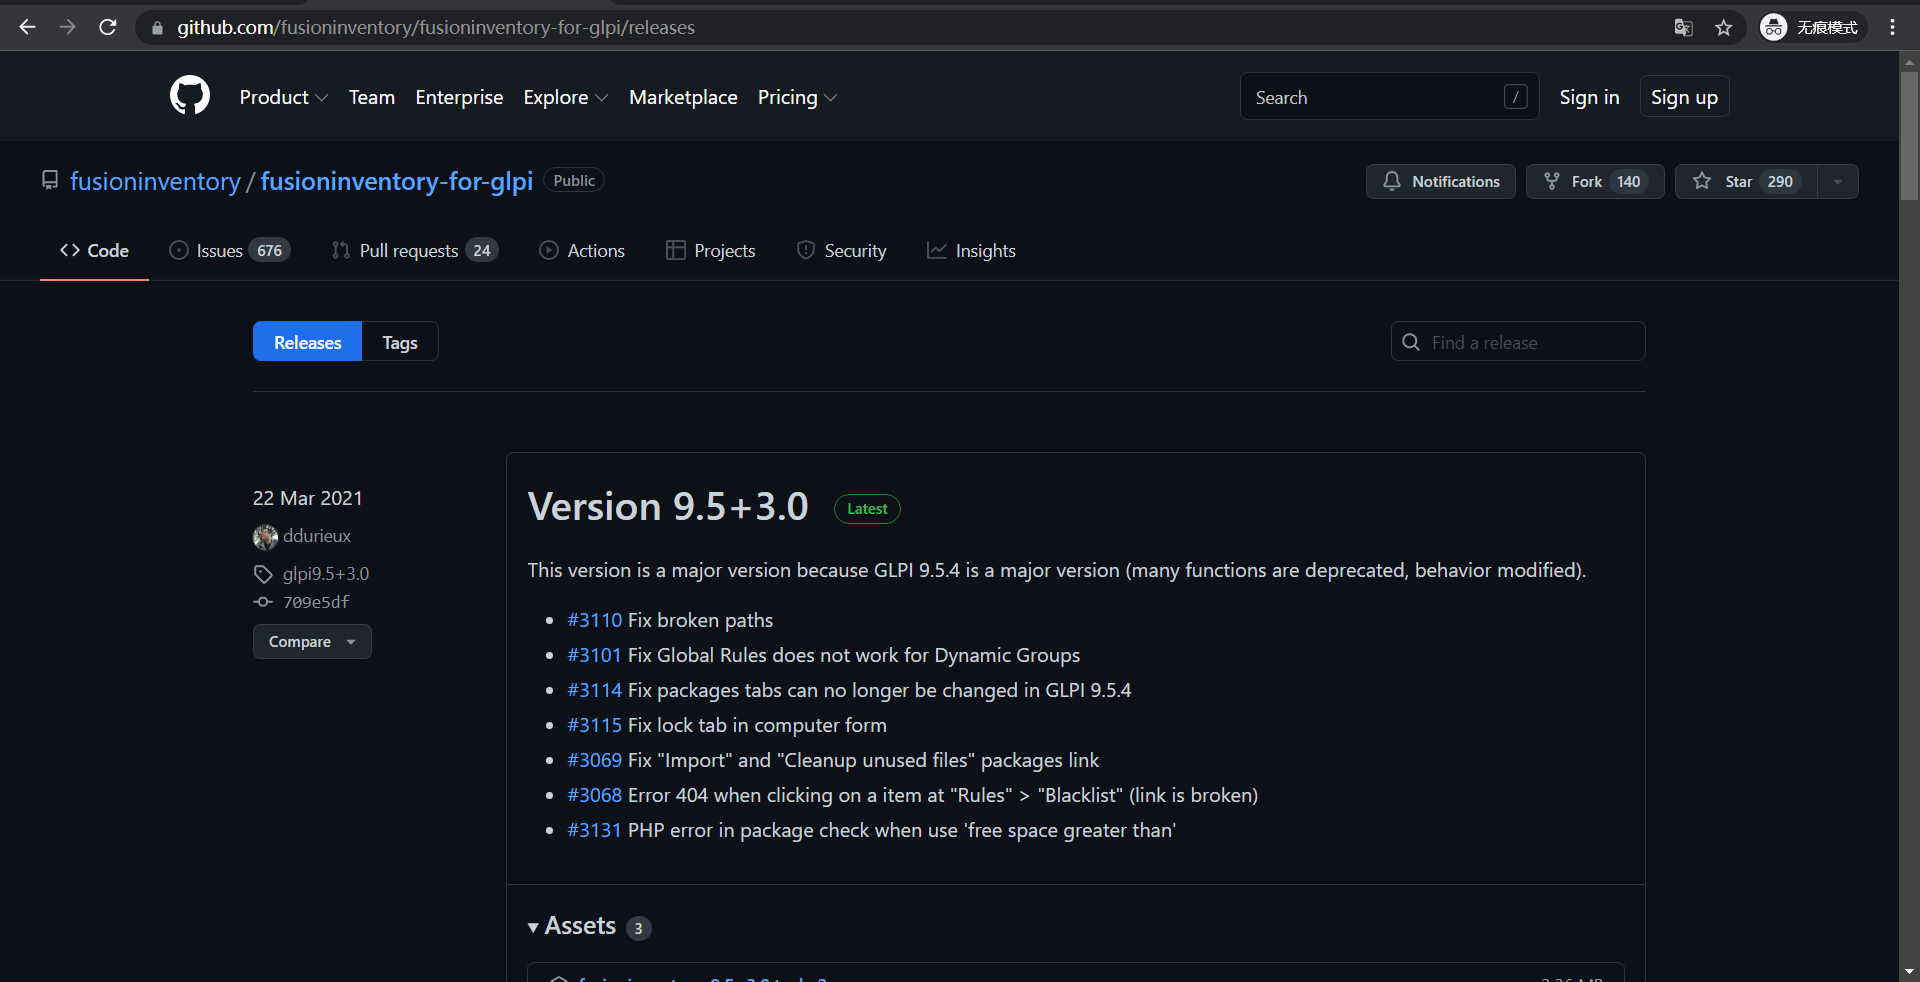 github.com/fusioninventory/fusioninventory-for-glpi/releases
无痕模式
Product Team Enterprise Explore Marketplace Pricing
Search /
Sign in
Sign up
fusioninventory / fusioninventory-for-glpi Public
Notifications
Fork 140
Star 290
Code
Issues 676
Pull requests 24
Actions
Projects
Security
Insights
Releases
Tags
Find a release
22 Mar 2021
ddurieux
glpi9.5+3.0
709e5df
Compare
Version 9.5+3.0 Latest
This version is a major version because GLPI 9.5.4 is a major version (many functions are deprecated, behavior modified).
#3110 Fix broken paths
#3101 Fix Global Rules does not work for Dynamic Groups
#3114 Fix packages tabs can no longer be changed in GLPI 9.5.4
#3115 Fix lock tab in computer form
#3069 Fix "Import" and "Cleanup unused files" packages link
#3068 Error 404 when clicking on a item at "Rules" > "Blacklist" (link is broken)
#3131 PHP error in package check when use 'free space greater than'
Assets 3